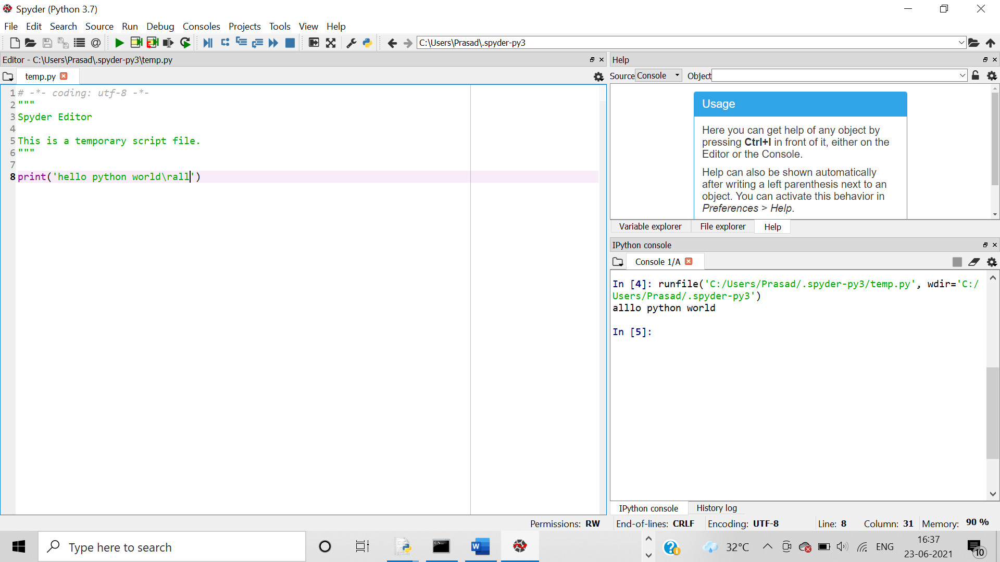 Spyder (Python 3.7)
File Edit Search Source Run Debug Consoles Projects Tools View Help
C:\Users\Prasad\.spyder-py3
Editor - C:\Users\Prasad\.spyder-py3\temp.py
temp.py
1 # -*- coding: utf-8 -*-
2 """
3 Spyder Editor
4
5 This is a temporary script file.
6 """
7
8 print('hello python world\rall')
Help
Source Console Object
Usage
Here you can get help of any object by
pressing Ctrl+I in front of it, either on the
Editor or the Console.
Help can also be shown automatically
after writing a left parenthesis next to an
object. You can activate this behavior in
Preferences > Help.
Variable explorer File explorer Help
IPython console
Console 1/A
In [4]: runfile('C:/Users/Prasad/.spyder-py3/temp.py', wdir='C:/
Users/Prasad/.spyder-py3')
alllo python world
In [5]:
IPython console History log
Permissions: RW End-of-lines: CRLF Encoding: UTF-8 Line: 8 Column: 31 Memory: 90 %
Type here to search
32°C ENG
16:37
23-06-2021
10